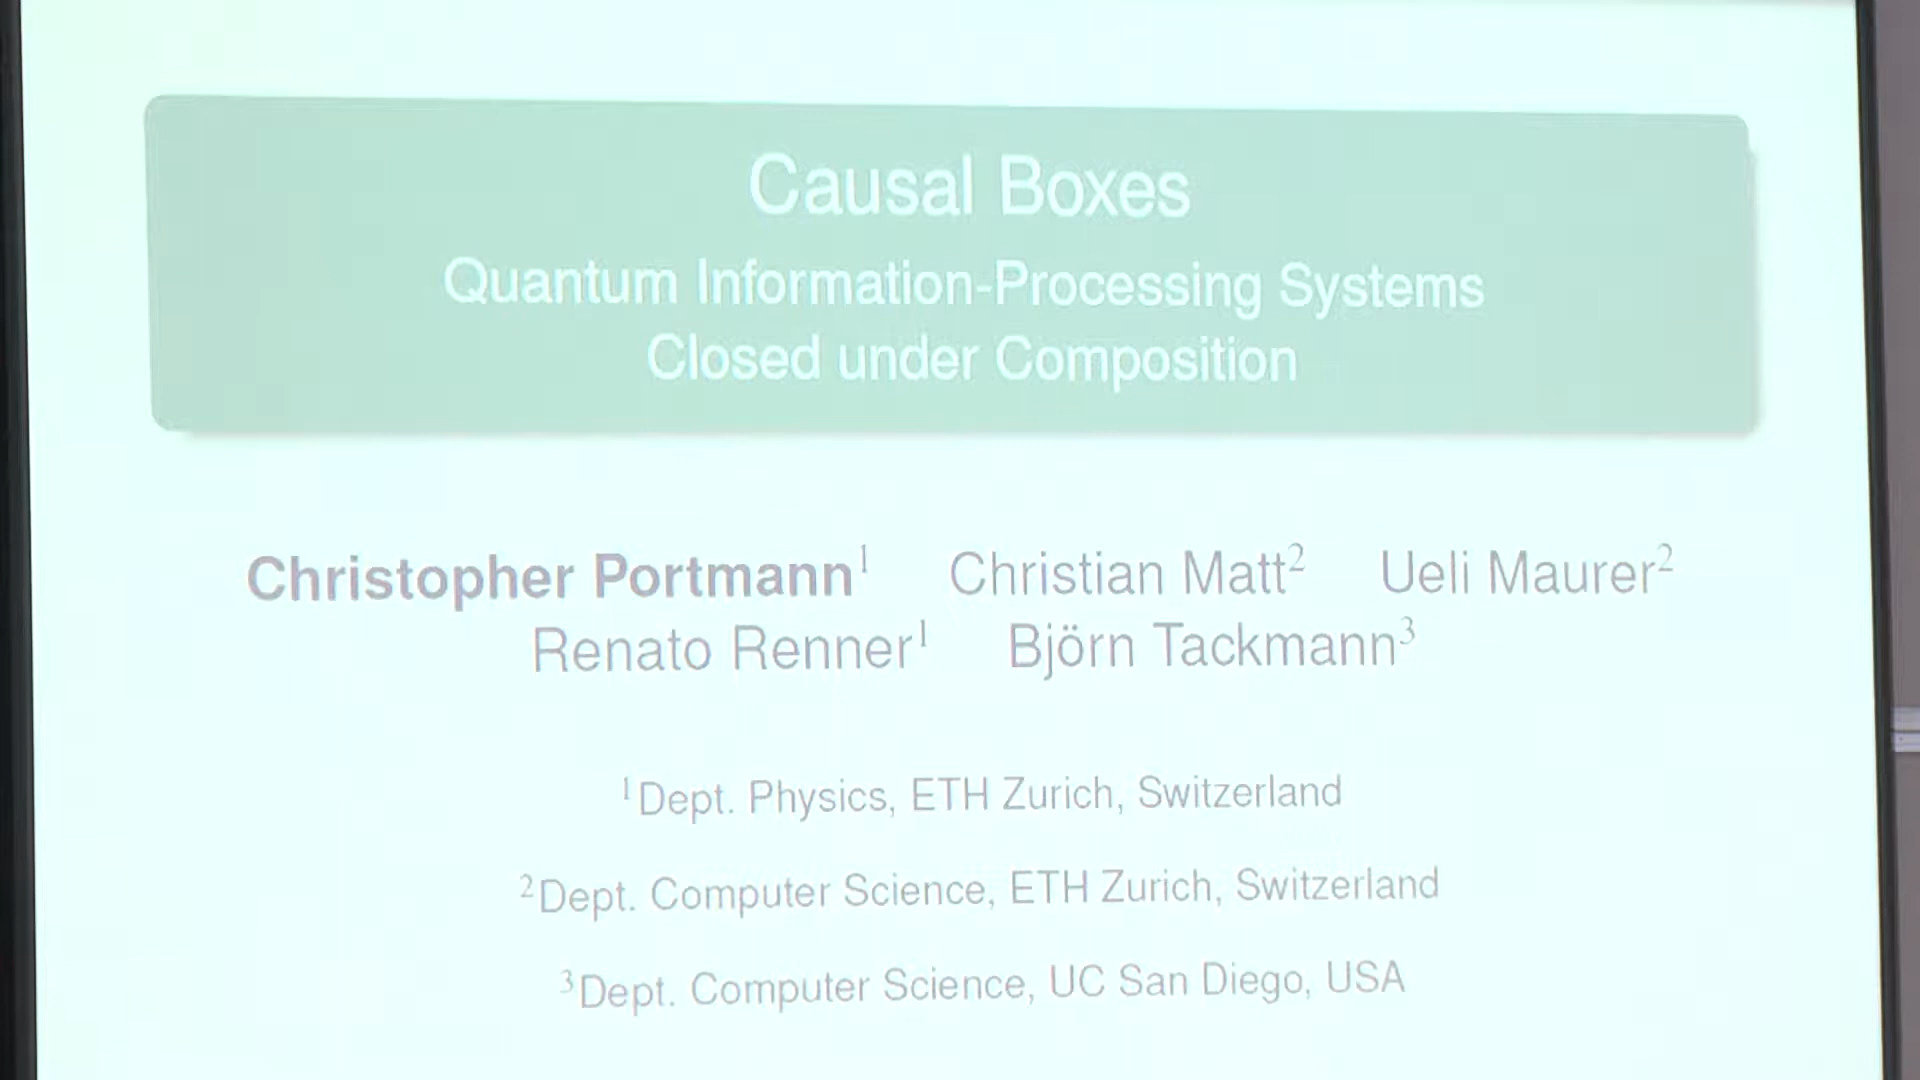 Causal Boxes
Quantum Information-Processing Systems
Closed under Composition
Christopher Portmann¹ Christian Matt² Ueli Maurer²
Renato Renner¹ Björn Tackmann³
¹Dept. Physics, ETH Zurich, Switzerland
²Dept. Computer Science, ETH Zurich, Switzerland
³Dept. Computer Science, UC San Diego, USA